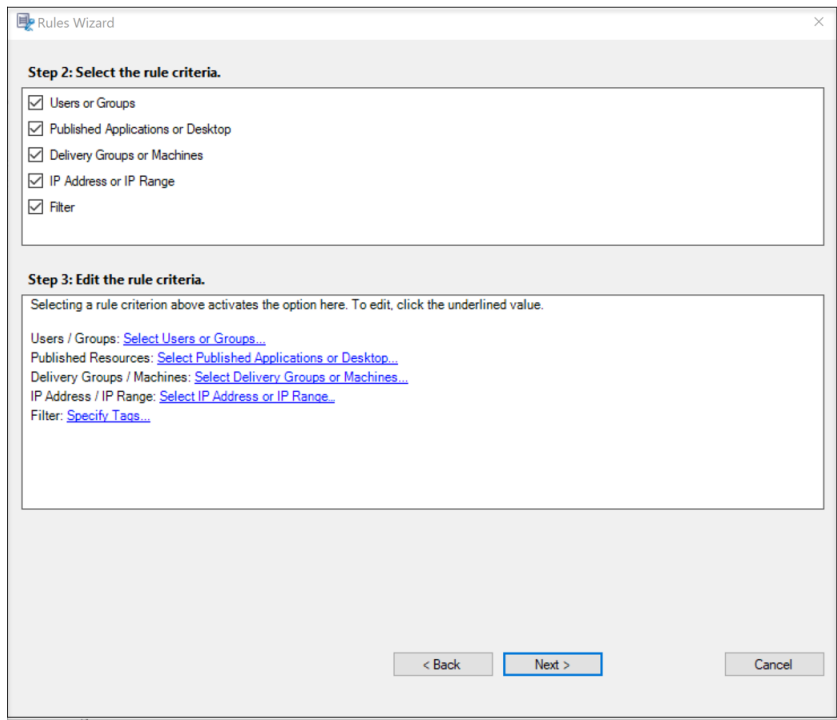 Rules Wizard
Step 2: Select the rule criteria.
Users or Groups
Published Applications or Desktop
Delivery Groups or Machines
IP Address or IP Range
Filter
Step 3: Edit the rule criteria.
Selecting a rule criterion above activates the option here. To edit, click the underlined value.
Users / Groups: Select Users or Groups...
Published Resources: Select Published Applications or Desktop...
Delivery Groups / Machines: Select Delivery Groups or Machines...
IP Address / IP Range: Select IP Address or IP Range...
Filter: Specify Tags...
< Back Next > Cancel